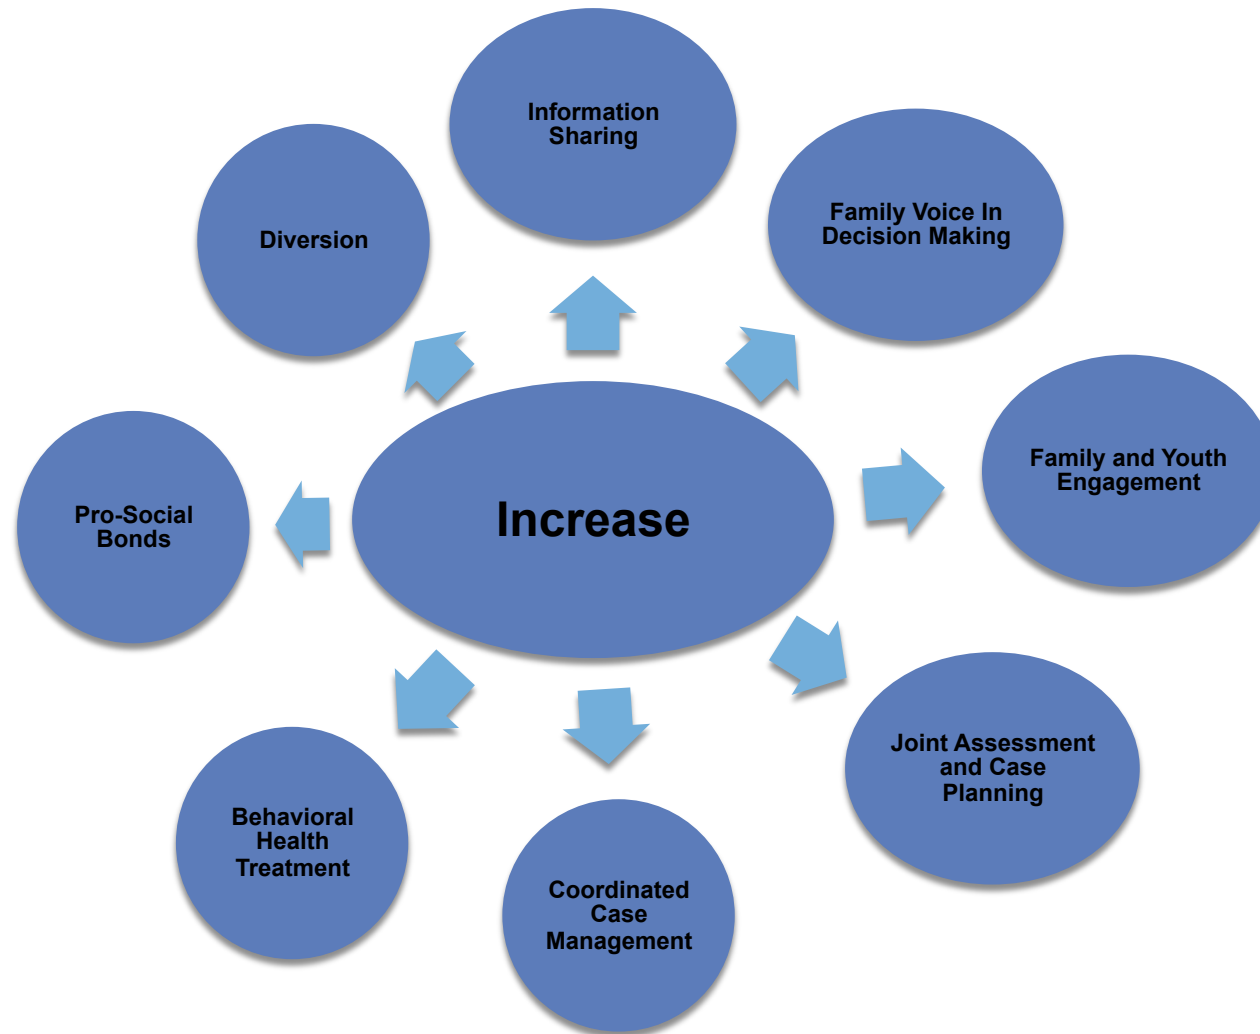 Information
Sharing
Family Voice In
Decision Making
Family and Youth
Engagement
Joint Assessment
and Case
Planning
Coordinated
Case
Management
Behavioral
Health
Treatment
Pro-Social
Bonds
Diversion
Increase